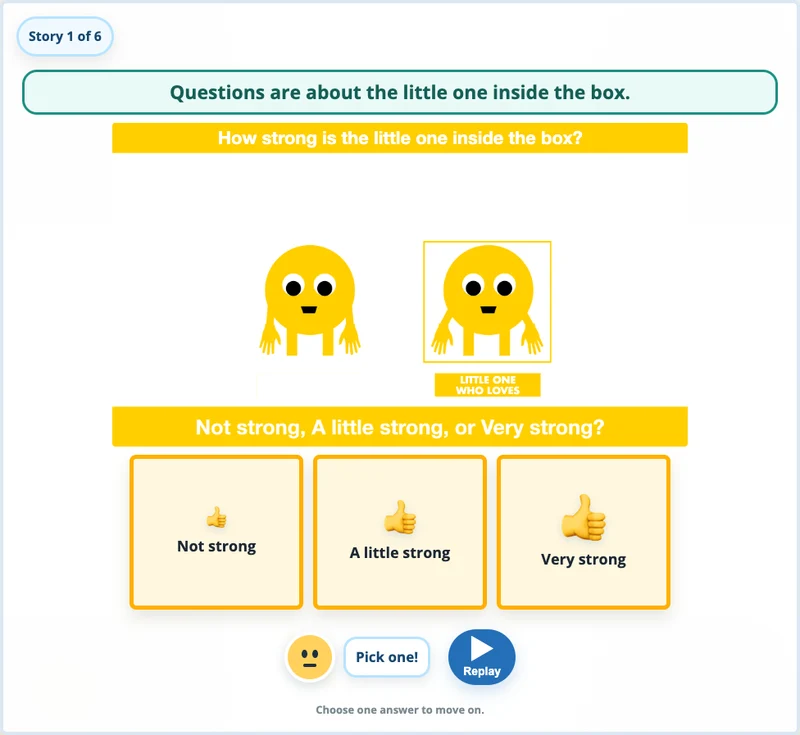 Story 1 of 6
Questions are about the little one inside the box.
How strong is the little one inside the box?
LITTLE ONE
WHO LOVES
Not strong, A little strong, or Very strong?
Not strong
A little strong
Very strong
Pick one!
Replay
Choose one answer to move on.